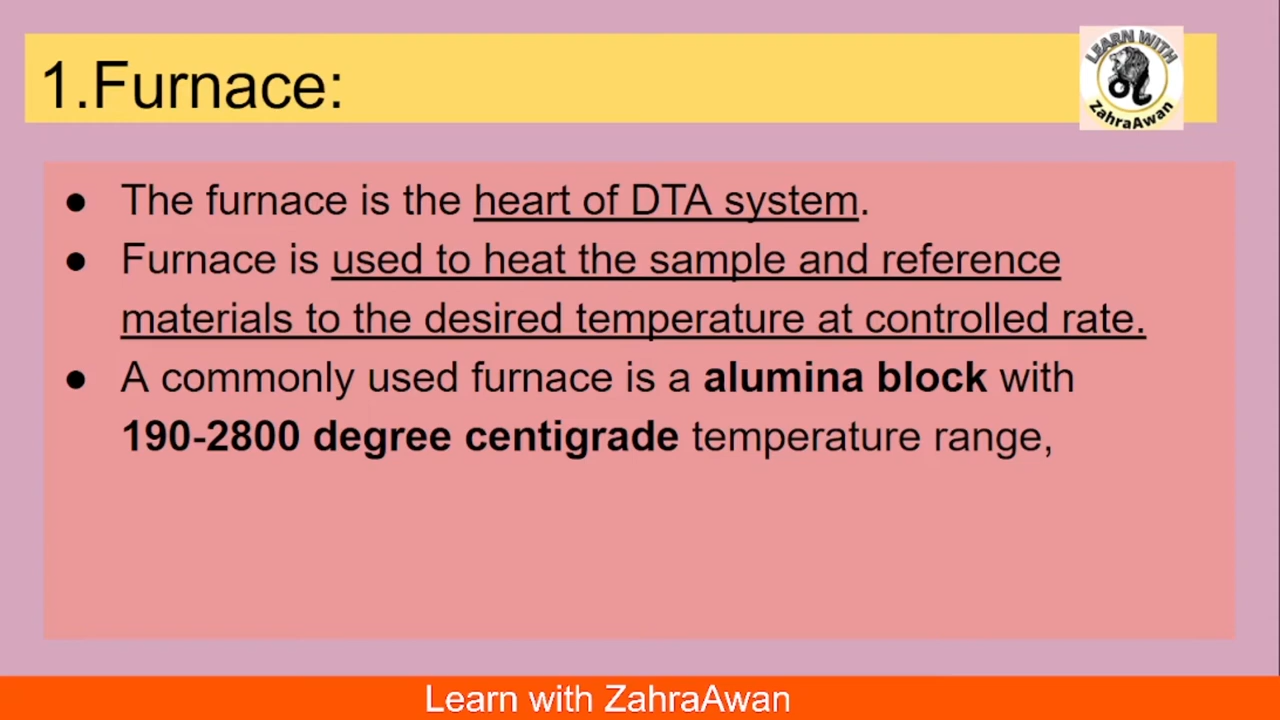 1.Furnace:
LEARN WITH
ZahraAwan
● The furnace is the heart of DTA system.
● Furnace is used to heat the sample and reference
materials to the desired temperature at controlled rate.
● A commonly used furnace is a alumina block with
190-2800 degree centigrade temperature range,
Learn with ZahraAwan